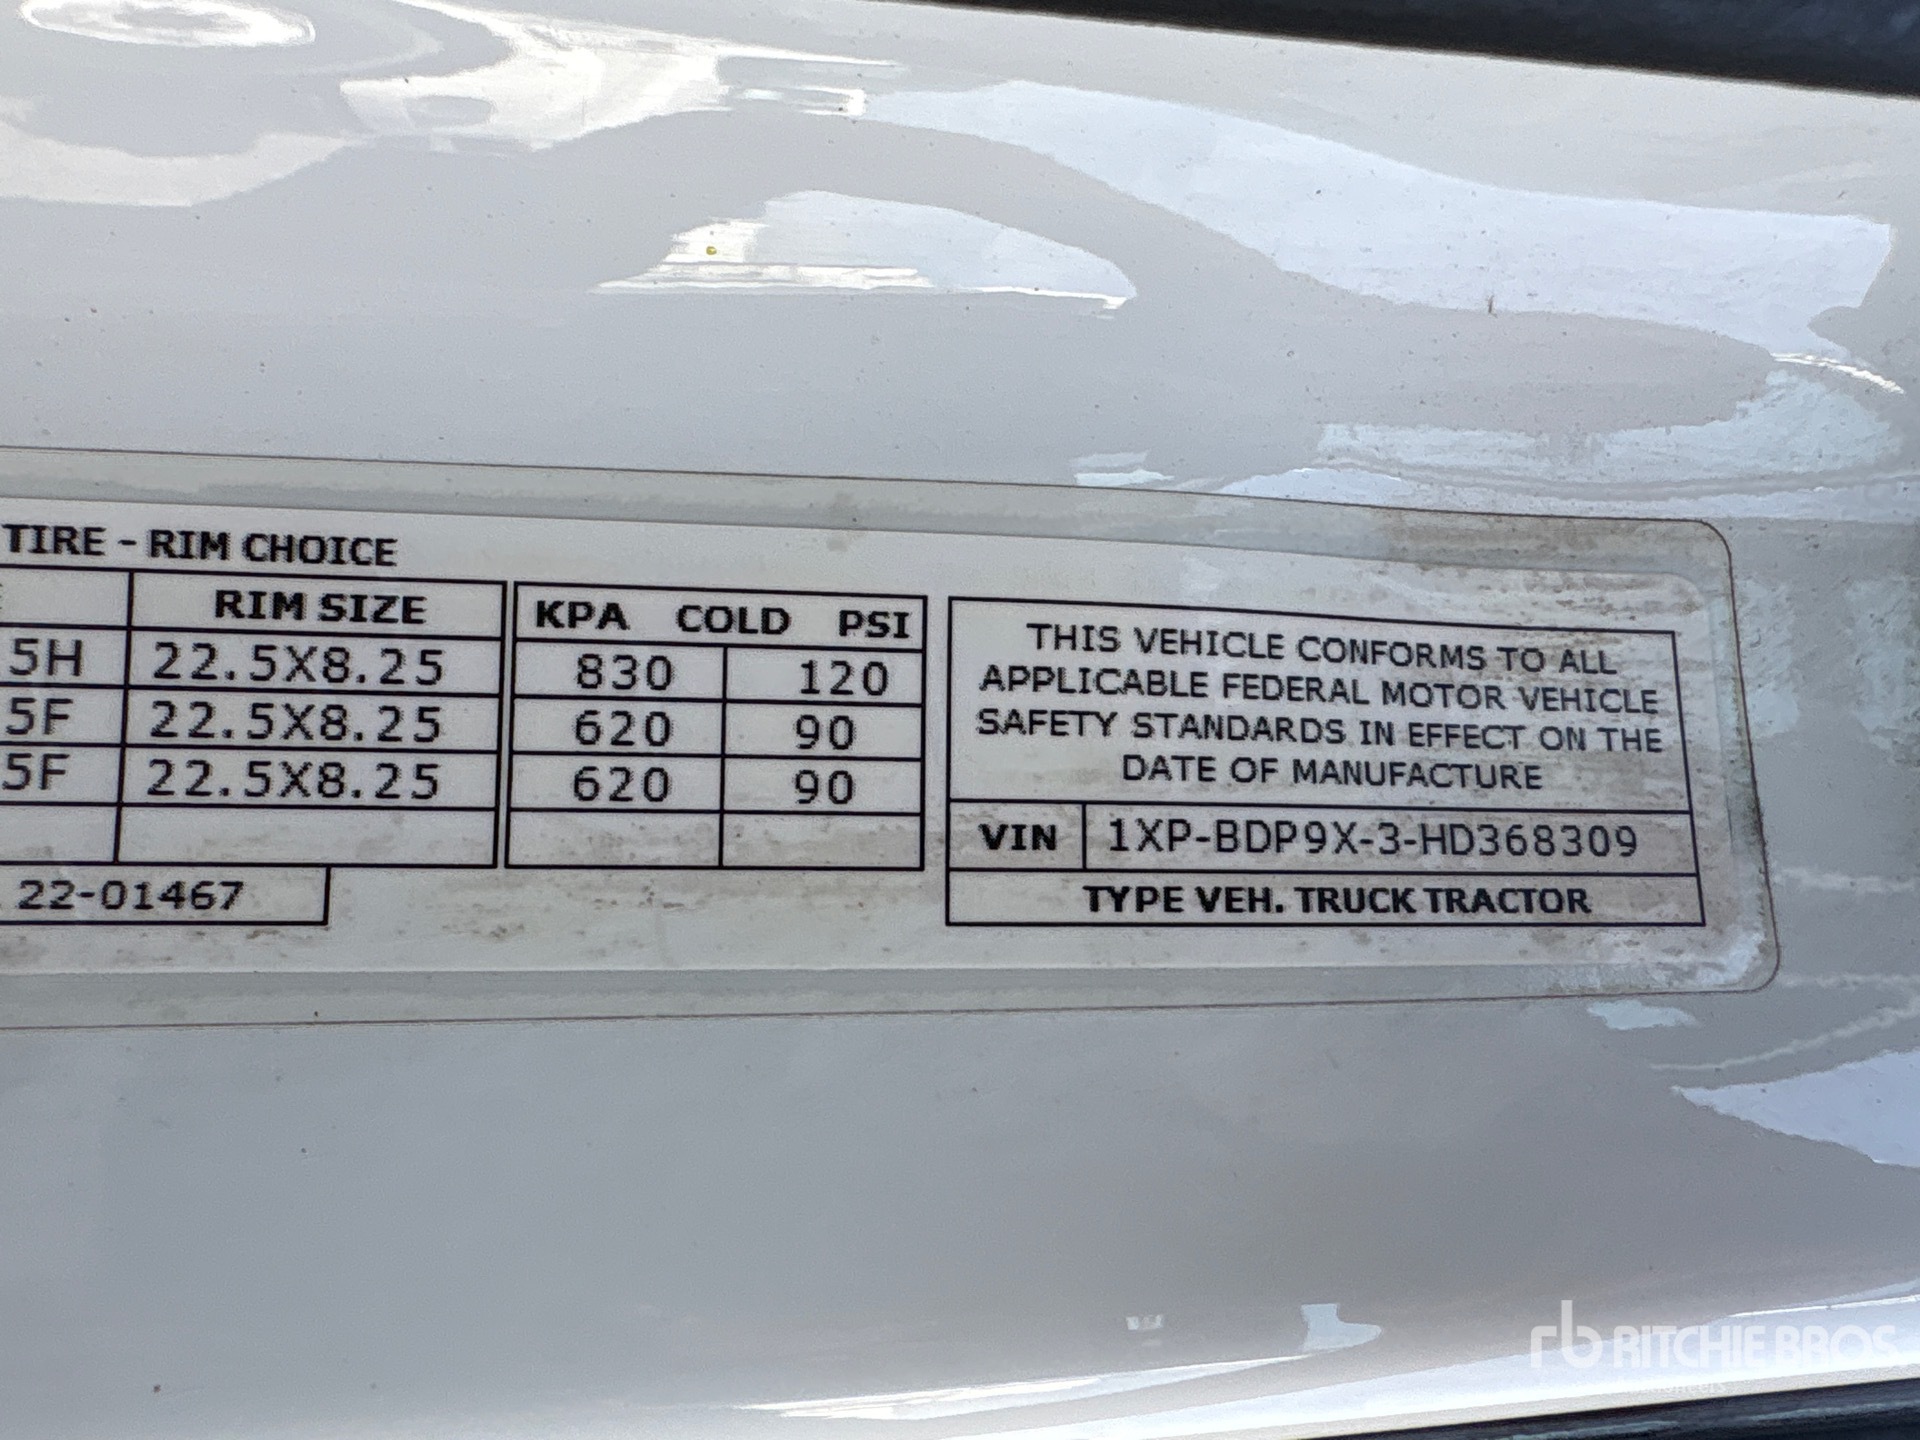 TIRE - RIM CHOICE
RIM SIZE
KPA COLD PSI
5H 22.5X8.25 830 120
5F 22.5X8.25 620 90
5F 22.5X8.25 620 90
22-01467
THIS VEHICLE CONFORMS TO ALL
APPLICABLE FEDERAL MOTOR VEHICLE
SAFETY STANDARDS IN EFFECT ON THE
DATE OF MANUFACTURE
VIN 1XP-BDP9X-3-HD368309
TYPE VEH. TRUCK TRACTOR
rb RITCHIE BROS